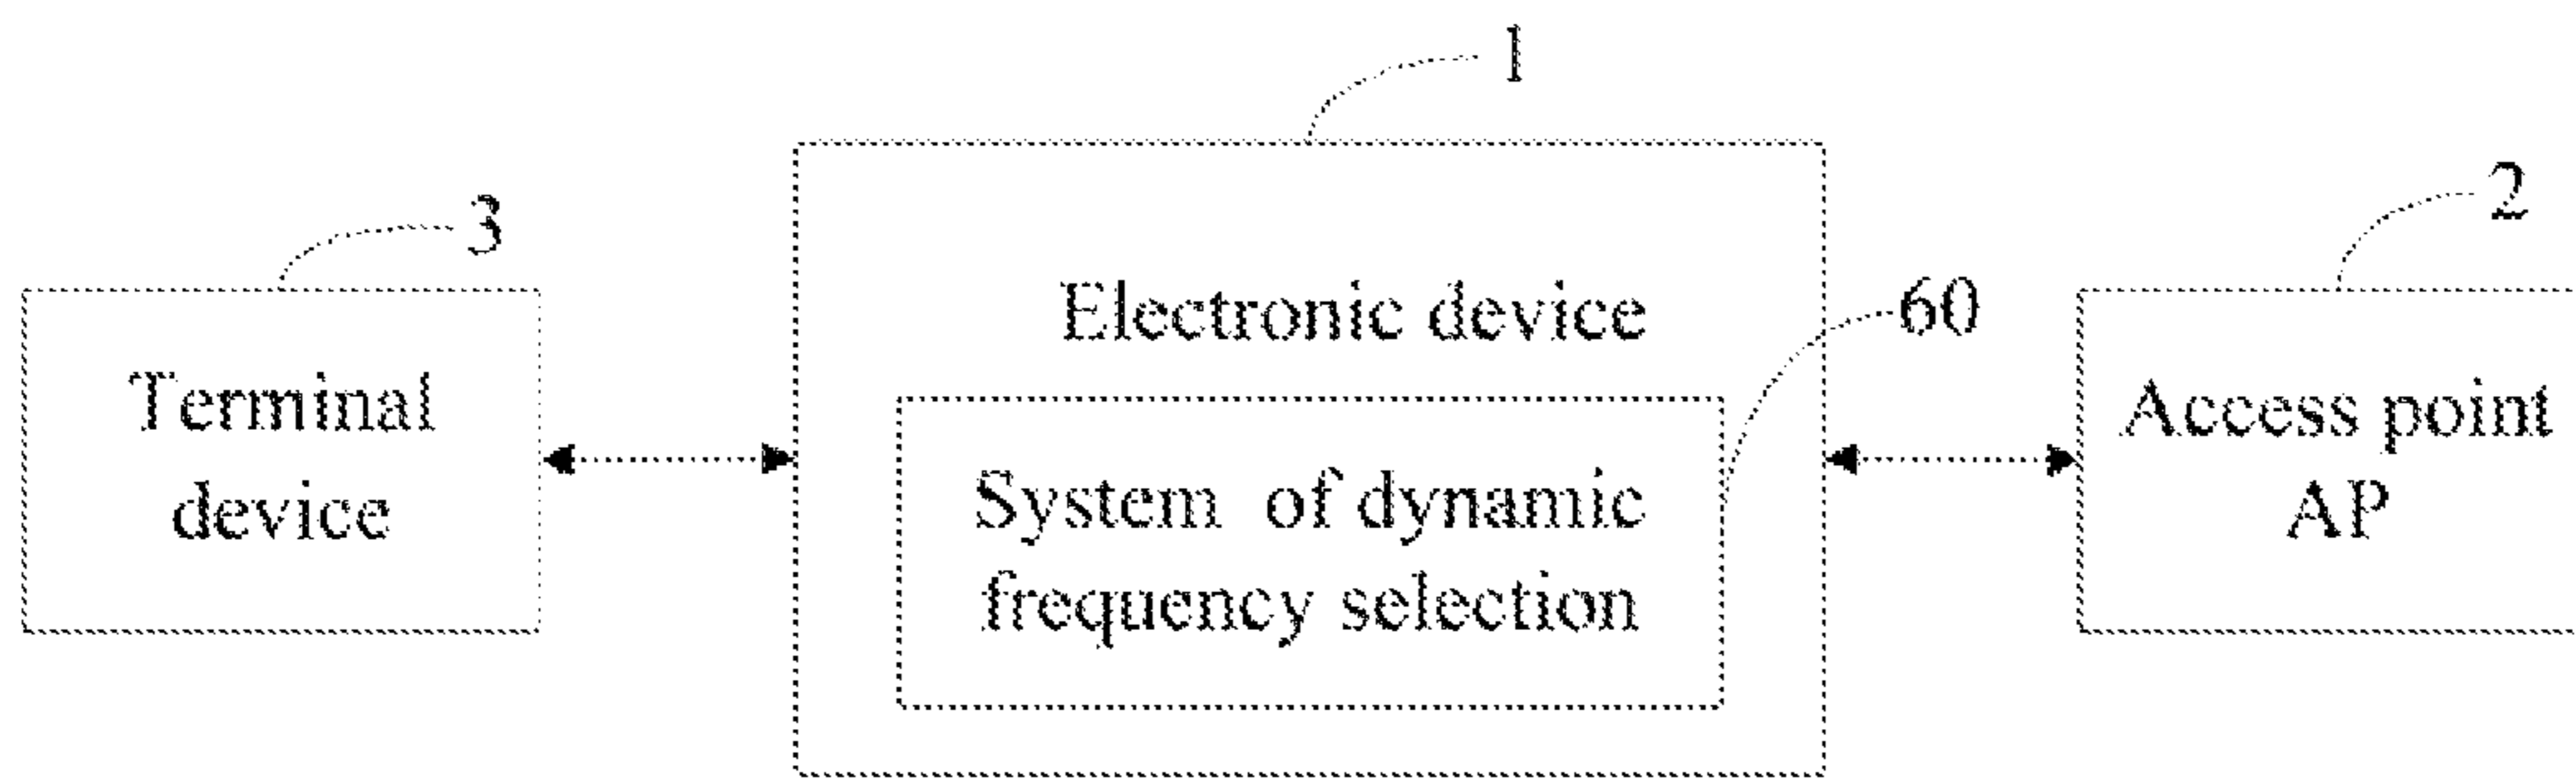 1
3
2
Electronic device
60
Terminal
device
System of dynamic
frequency selection
Access point
AP